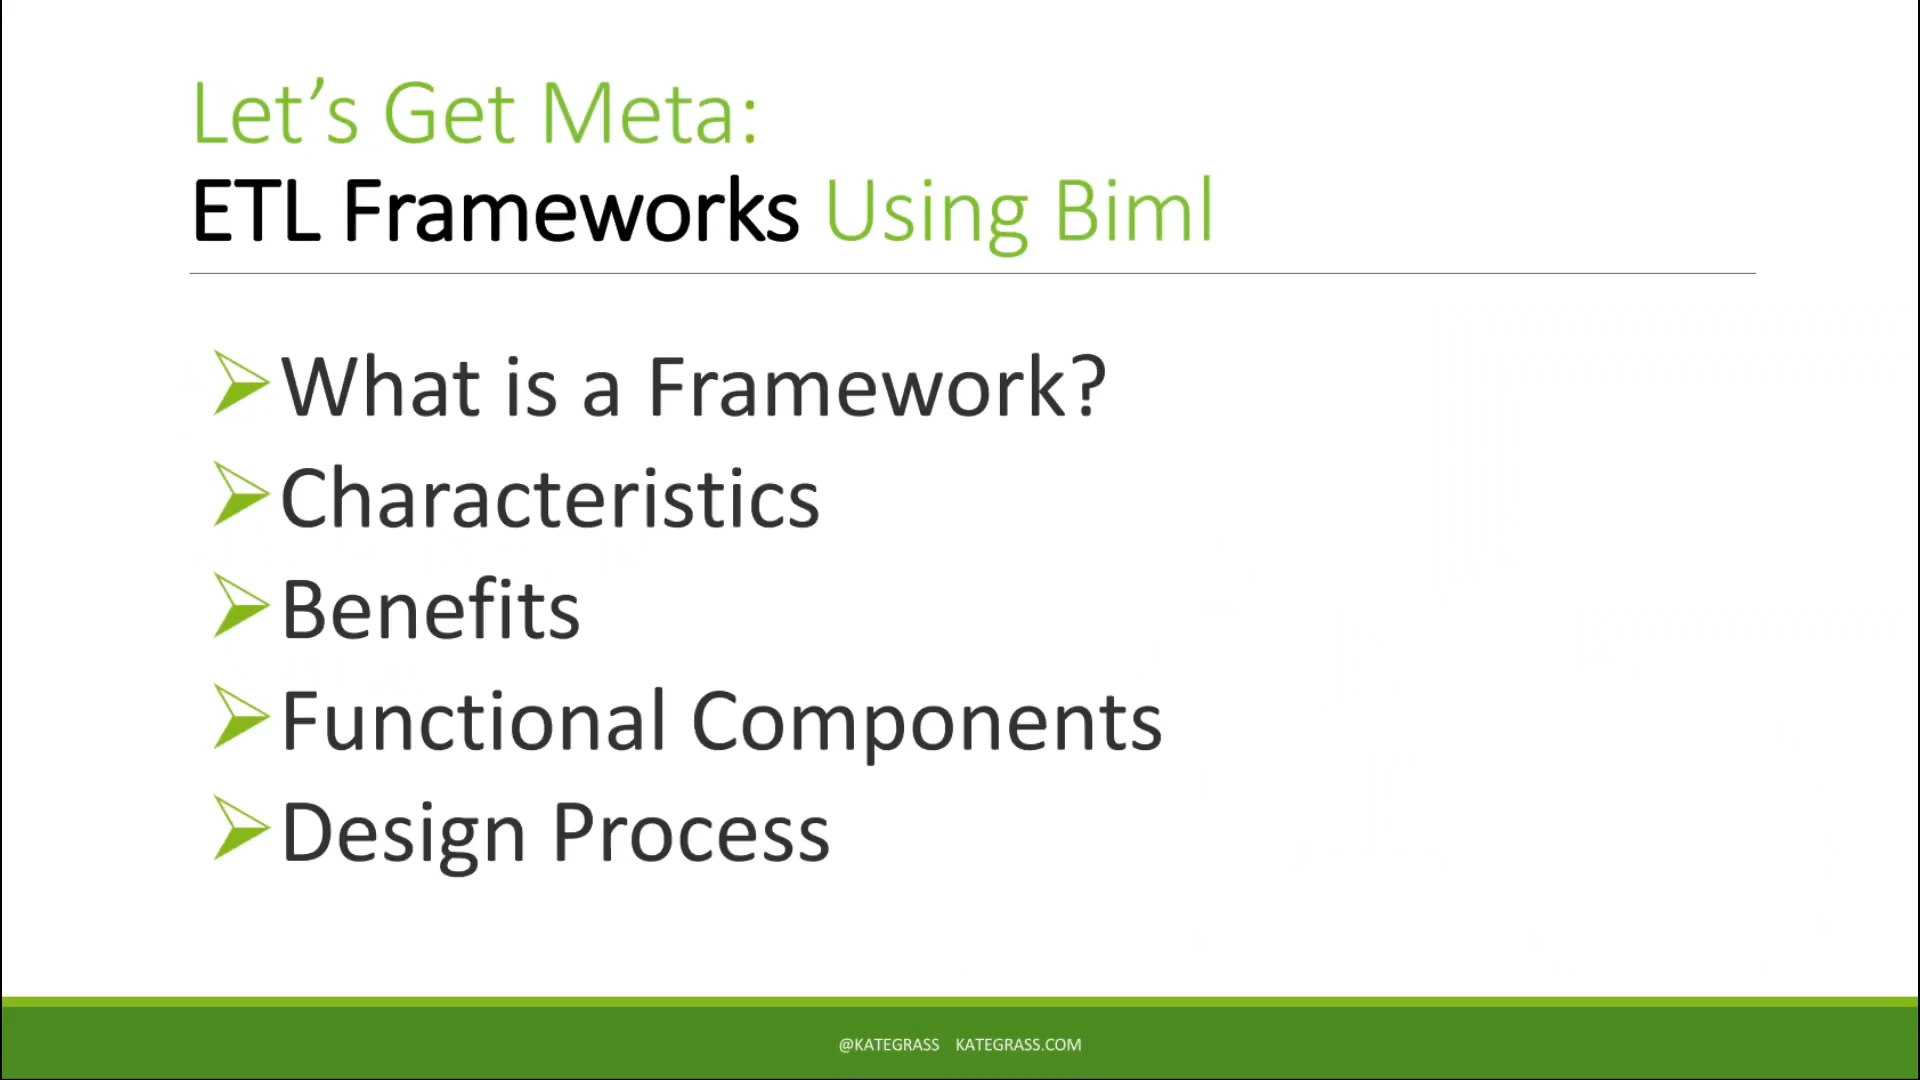 Let’s Get Meta:
ETL Frameworks Using Biml
What is a Framework?
Characteristics
Benefits
Functional Components
Design Process
@KATEGRASS KATEGRASS.COM